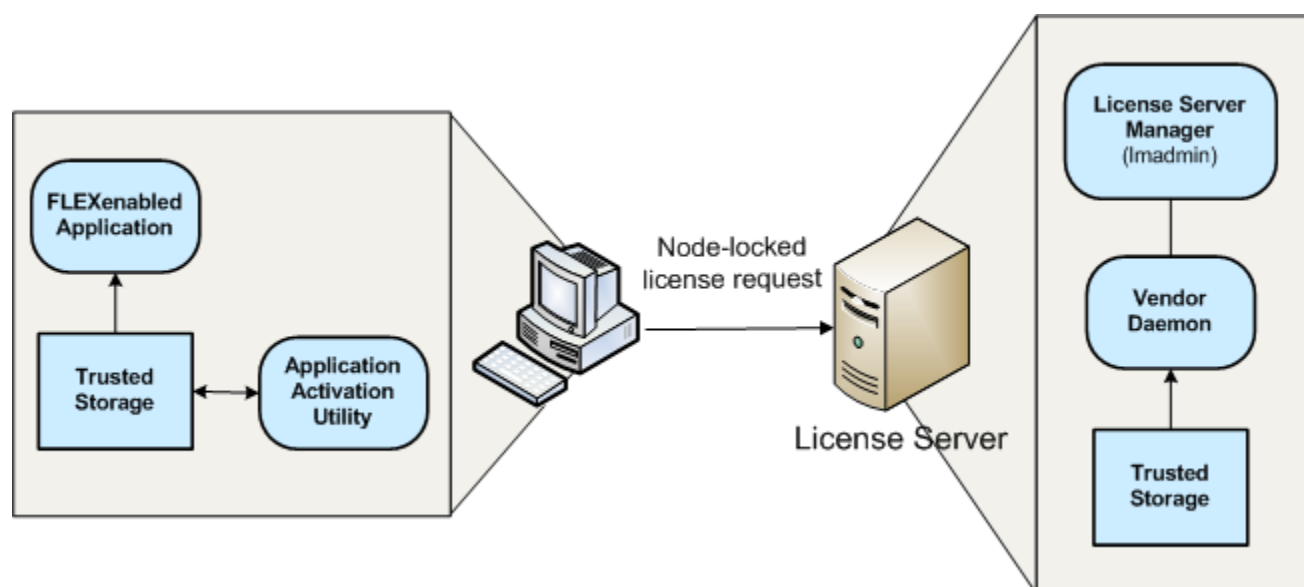 FLEXenabled
Application
Trusted
Storage
Application
Activation
Utility
Node-locked
license request
License Server
License Server
Manager
(lmadmin)
Vendor
Daemon
Trusted
Storage